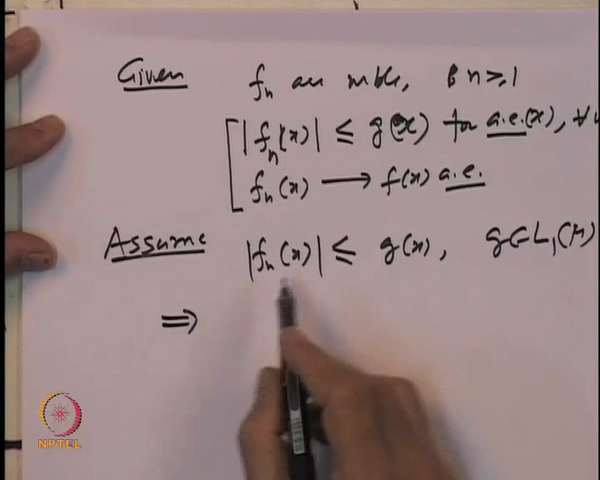 Given fn are mble, ∀ n ≥ 1
|fn(x)| ≤ g(x) for a.e.(x), ∀
fn(x) → f(x) a.e.
Assume |fn(x)| ≤ g(x), g ∈ L1(μ)
⇒
NPTEL